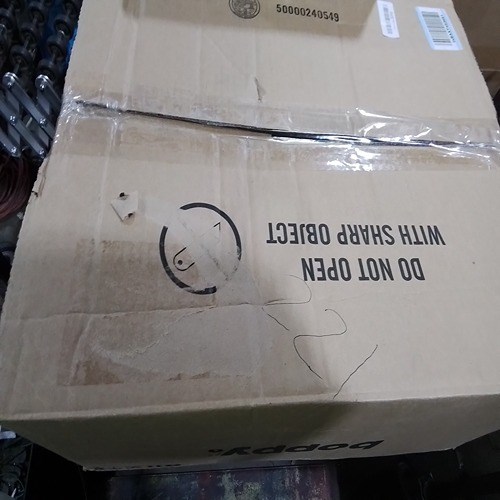 50000240549
DO NOT OPEN
WITH SHARP OBJECT
boppy